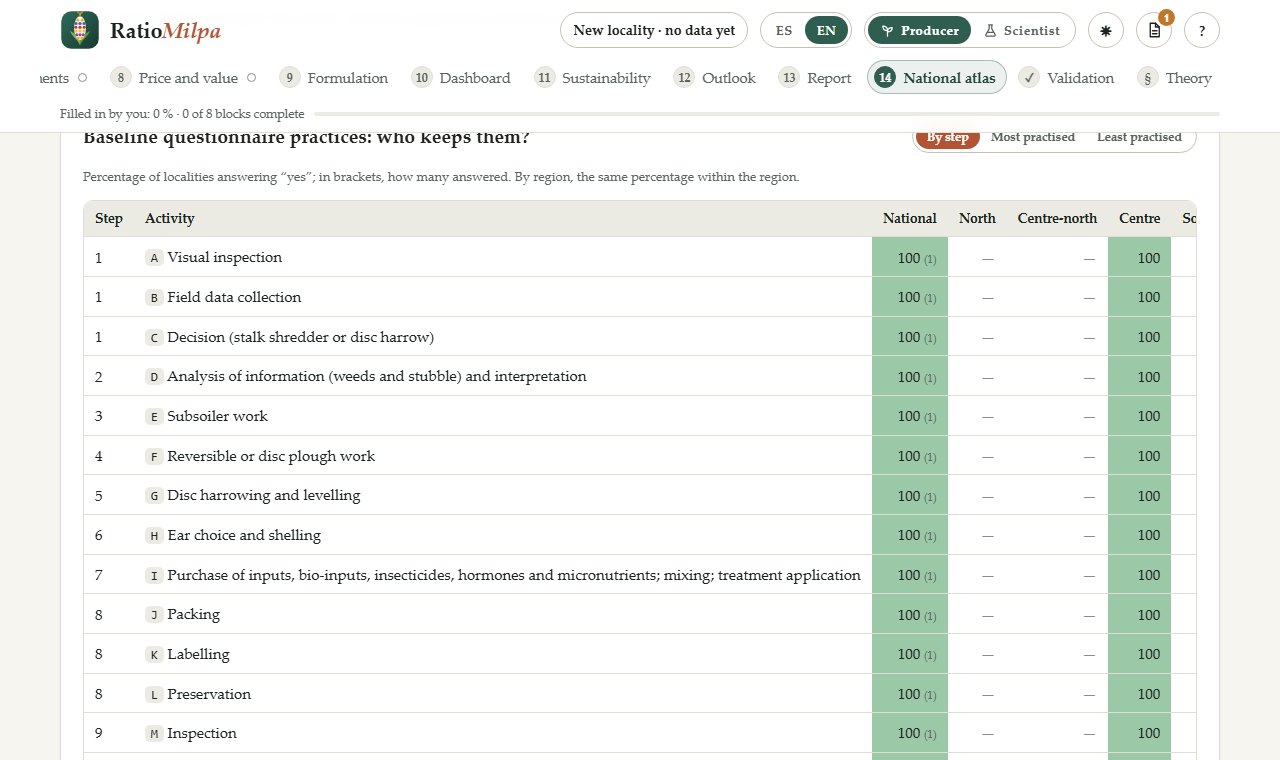 RatioMilpa
New locality · no data yet
ES EN
Producer Scientist
1
?
ents 8 Price and value 9 Formulation 10 Dashboard 11 Sustainability 12 Outlook 13 Report 14 National atlas ✓ Validation § Theory
Filled in by you: 0 % · 0 of 8 blocks complete
Baseline questionnaire practices: who keeps them?
By step Most practised Least practised
Percentage of localities answering “yes”; in brackets, how many answered. By region, the same percentage within the region.
Step Activity National North Centre-north Centre So
1 A Visual inspection 100 (1) — — 100
1 B Field data collection 100 (1) — — 100
1 C Decision (stalk shredder or disc harrow) 100 (1) — — 100
2 D Analysis of information (weeds and stubble) and interpretation 100 (1) — — 100
3 E Subsoiler work 100 (1) — — 100
4 F Reversible or disc plough work 100 (1) — — 100
5 G Disc harrowing and levelling 100 (1) — — 100
6 H Ear choice and shelling 100 (1) — — 100
7 I Purchase of inputs, bio-inputs, insecticides, hormones and micronutrients; mixing; treatment application 100 (1) — — 100
8 J Packing 100 (1) — — 100
8 K Labelling 100 (1) — — 100
8 L Preservation 100 (1) — — 100
9 M Inspection 100 (1) — — 100